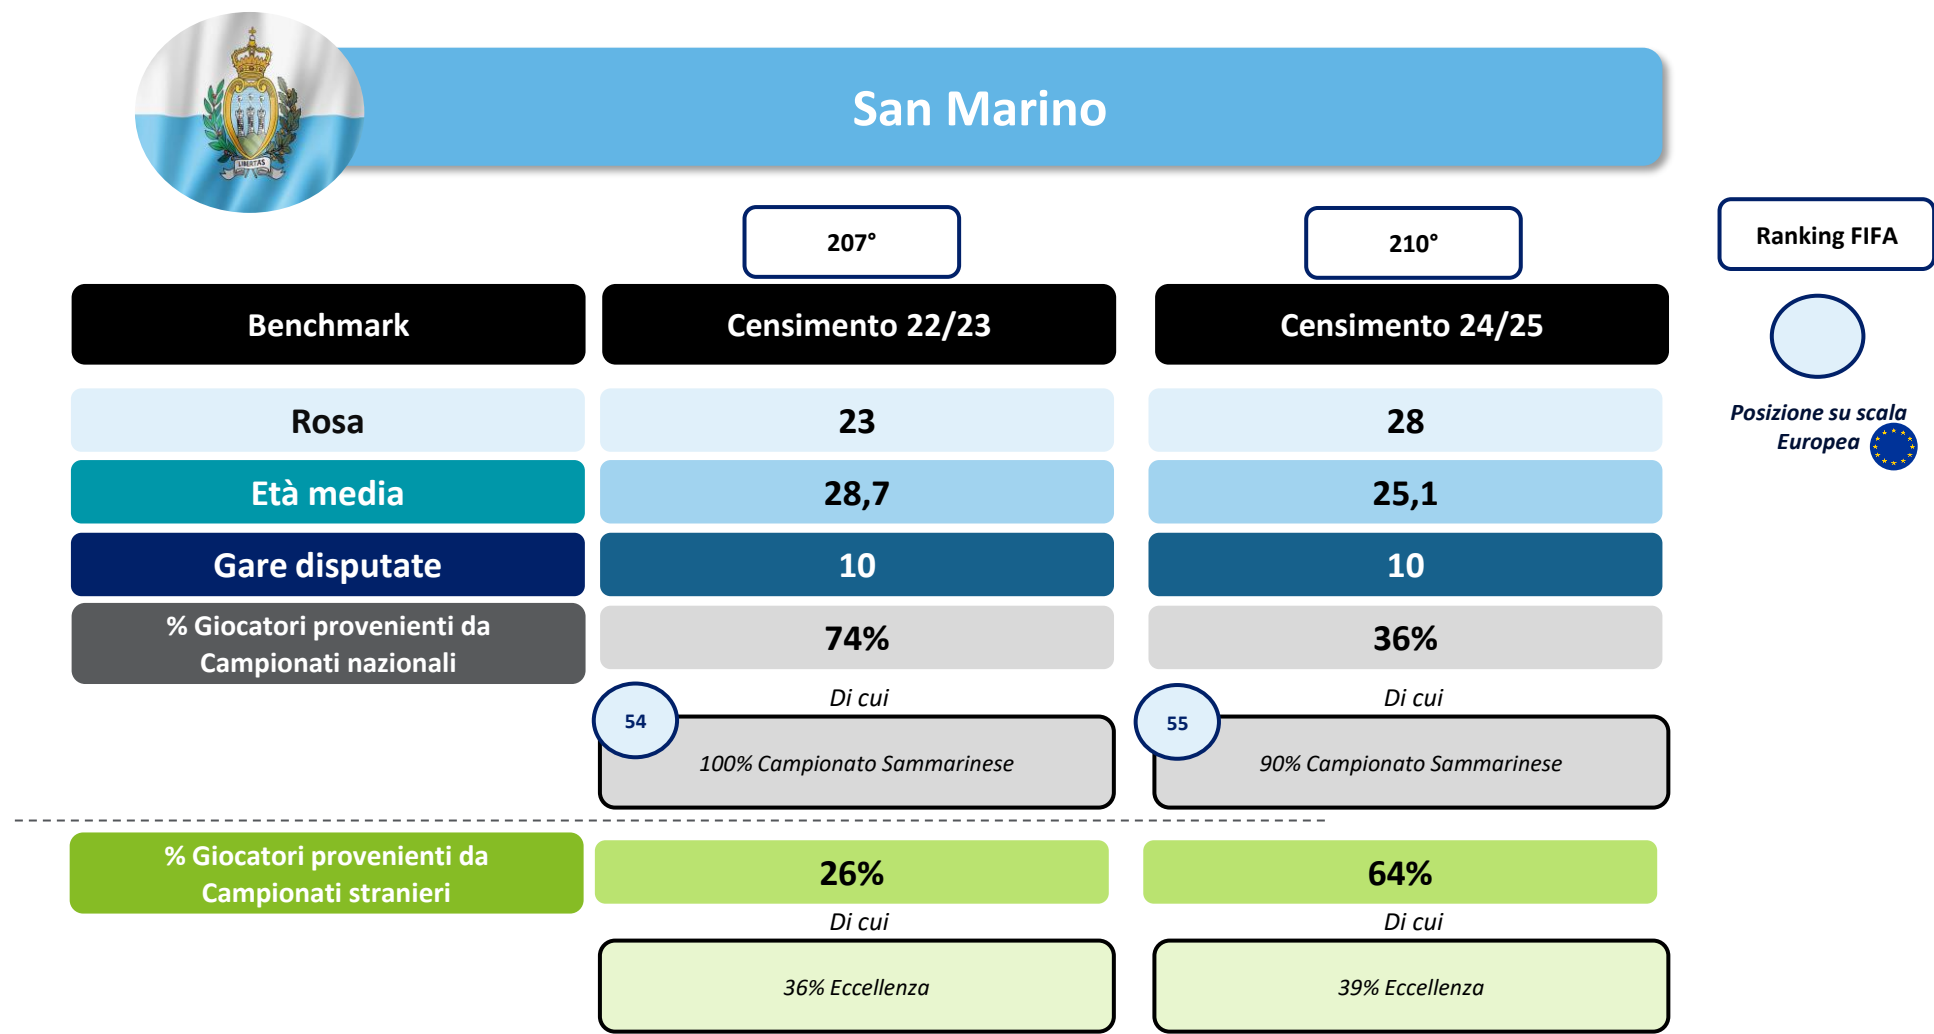 LIBERTAS
San Marino
207°
210°
Ranking FIFA
Benchmark
Censimento 22/23
Censimento 24/25
Rosa
23
28
Posizione su scala
Europea
Età media
28,7
25,1
Gare disputate
10
10
% Giocatori provenienti da
Campionati nazionali
74%
36%
Di cui
Di cui
54
55
100% Campionato Sammarinese
90% Campionato Sammarinese
% Giocatori provenienti da
Campionati stranieri
26%
64%
Di cui
Di cui
36% Eccellenza
39% Eccellenza